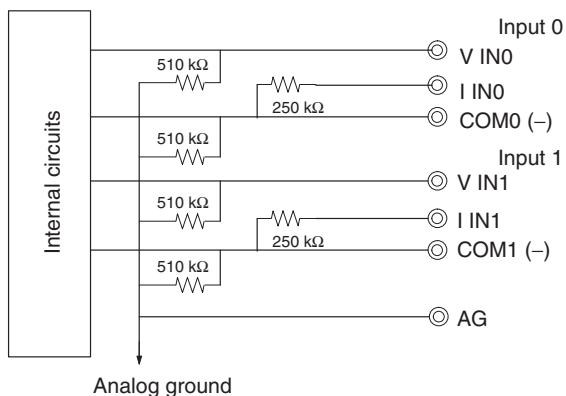 Internal circuits
Input 0
510 kΩ
V IN0
I IN0
250 kΩ
COM0 (–)
510 kΩ
Input 1
V IN1
510 kΩ
I IN1
250 kΩ
COM1 (–)
510 kΩ
AG
Analog ground